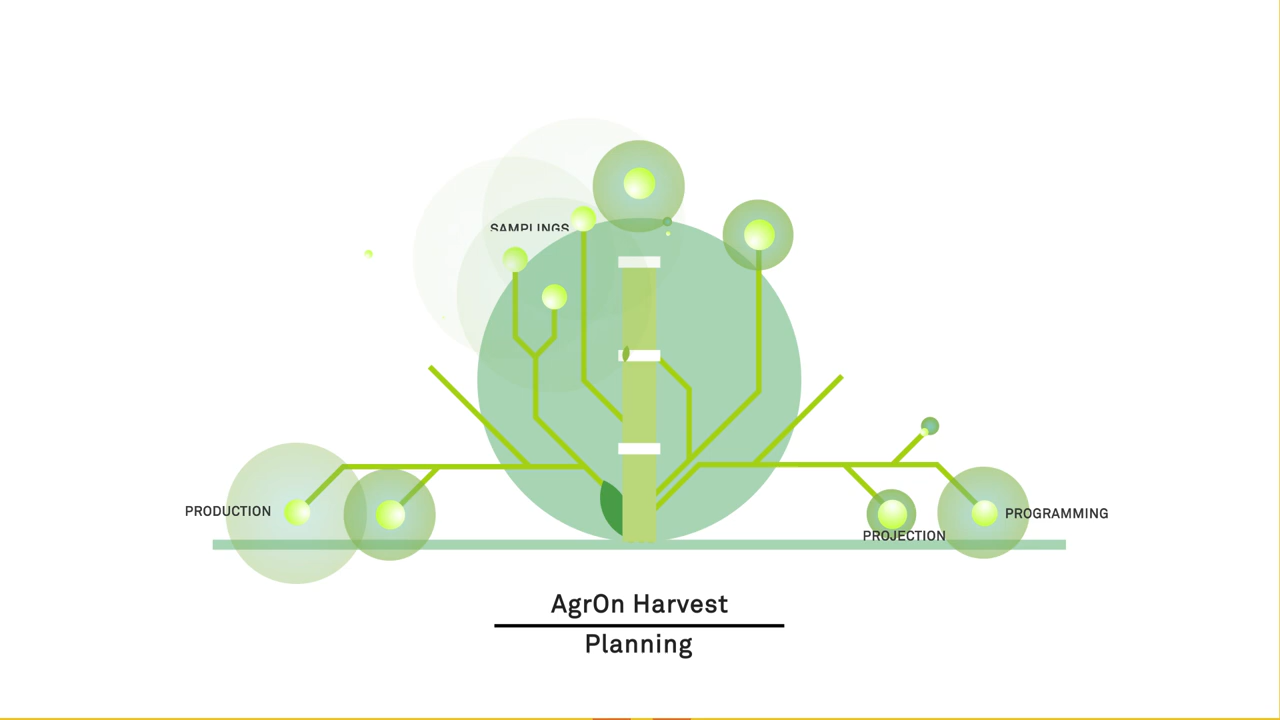 SAMPLINGS
PRODUCTION
PROGRAMMING
PROJECTION
AgrOn Harvest
Planning